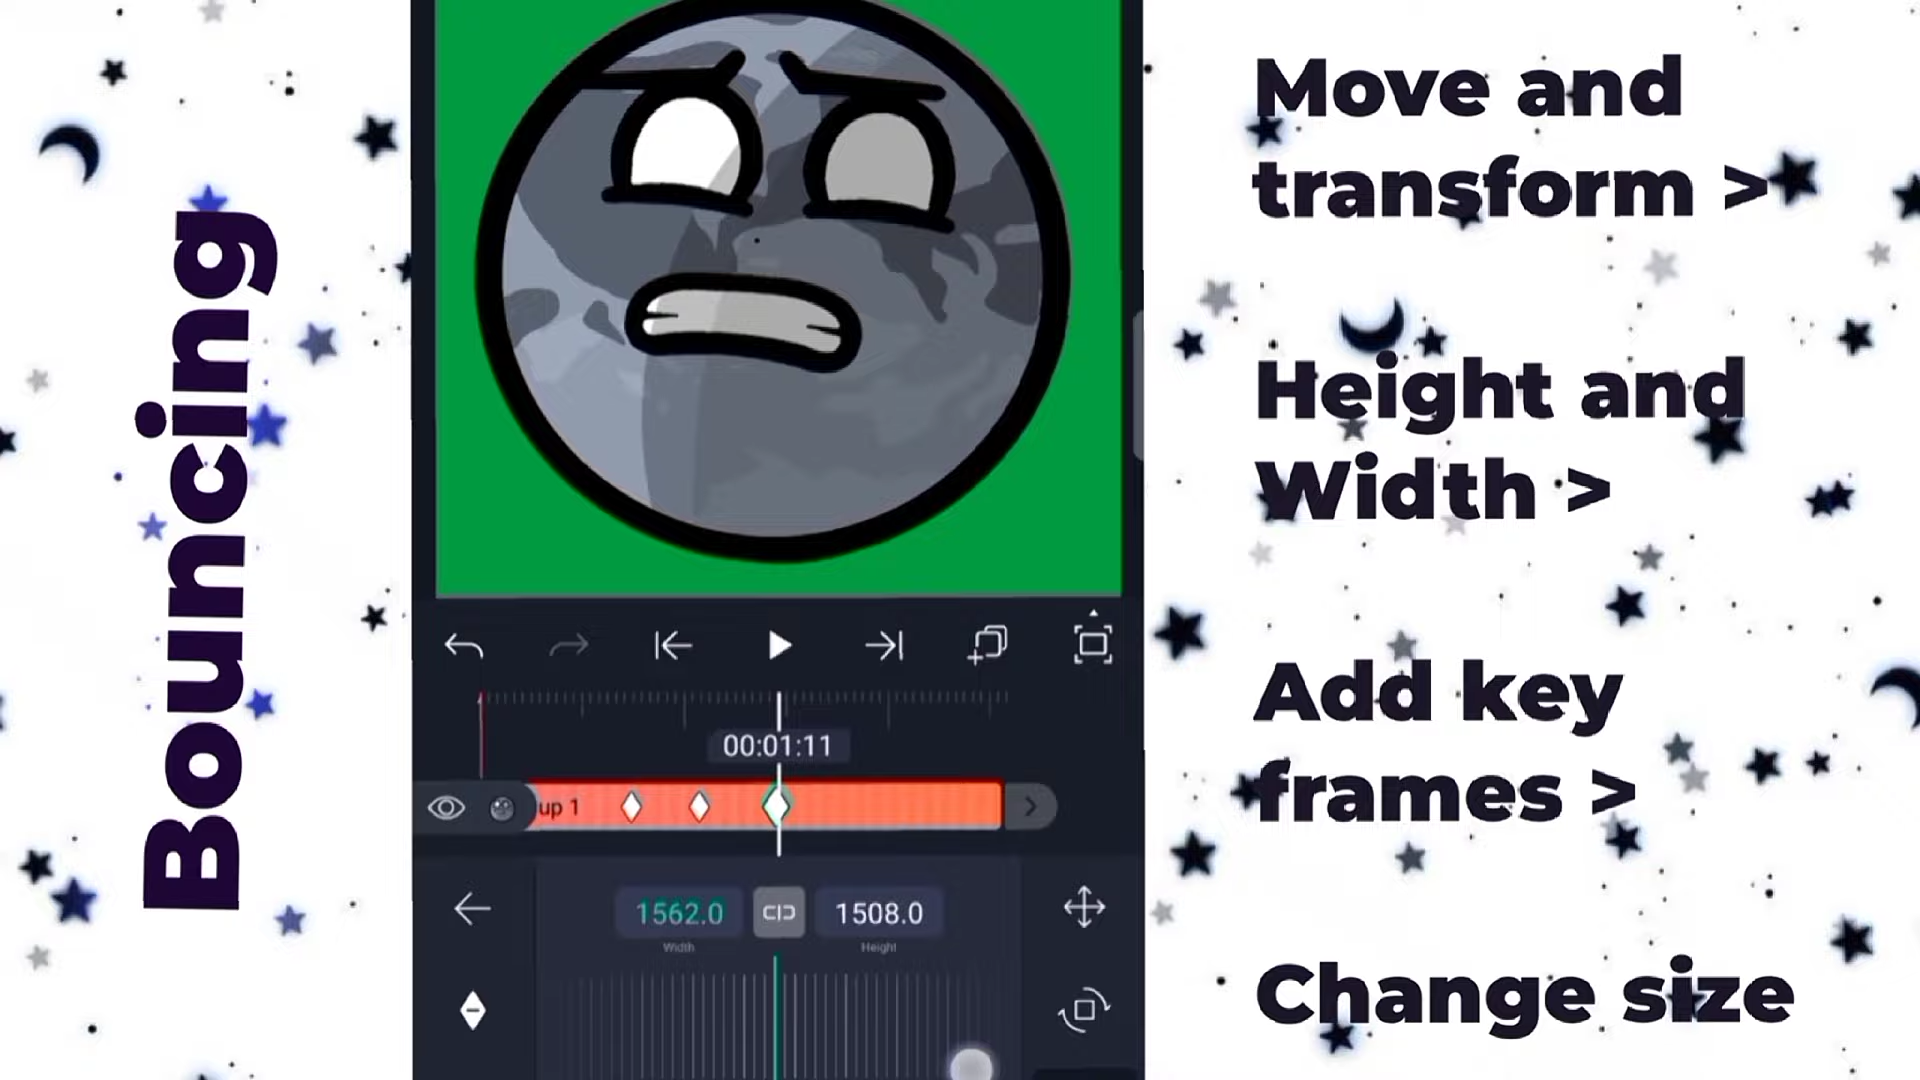 Bouncing
Move and
transform >
Height and
Width >
Add key
frames >
Change size
00:01:11
up 1
1562.0
1508.0
Width
Height